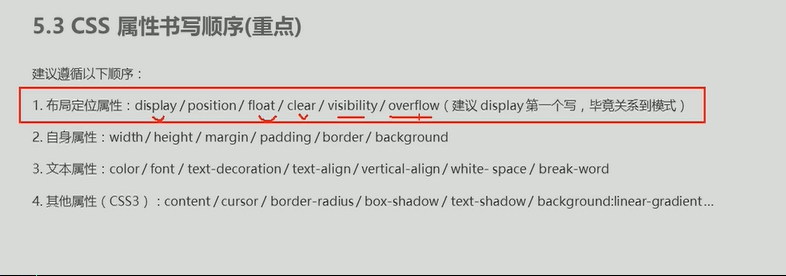 5.3 CSS 属性书写顺序(重点)
建议遵循以下顺序：
1. 布局定位属性：display / position / float / clear / visibility / overflow（建议 display 第一个写，毕竟关系到模式）
2. 自身属性：width / height / margin / padding / border / background
3. 文本属性：color / font / text-decoration / text-align / vertical-align / white- space / break-word
4. 其他属性（CSS3）：content / cursor / border-radius / box-shadow / text-shadow / background:linear-gradient …